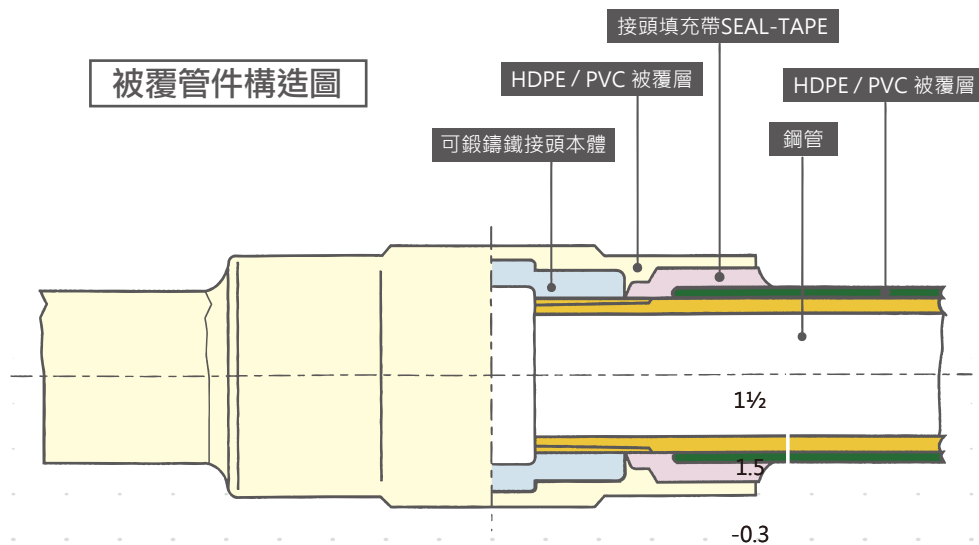 接頭填充帶SEAL-TAPE
被覆管件構造圖
HDPE / PVC 被覆層
HDPE / PVC 被覆層
可鍛鑄鐵接頭本體
鋼管
1½
1.5
-0.3